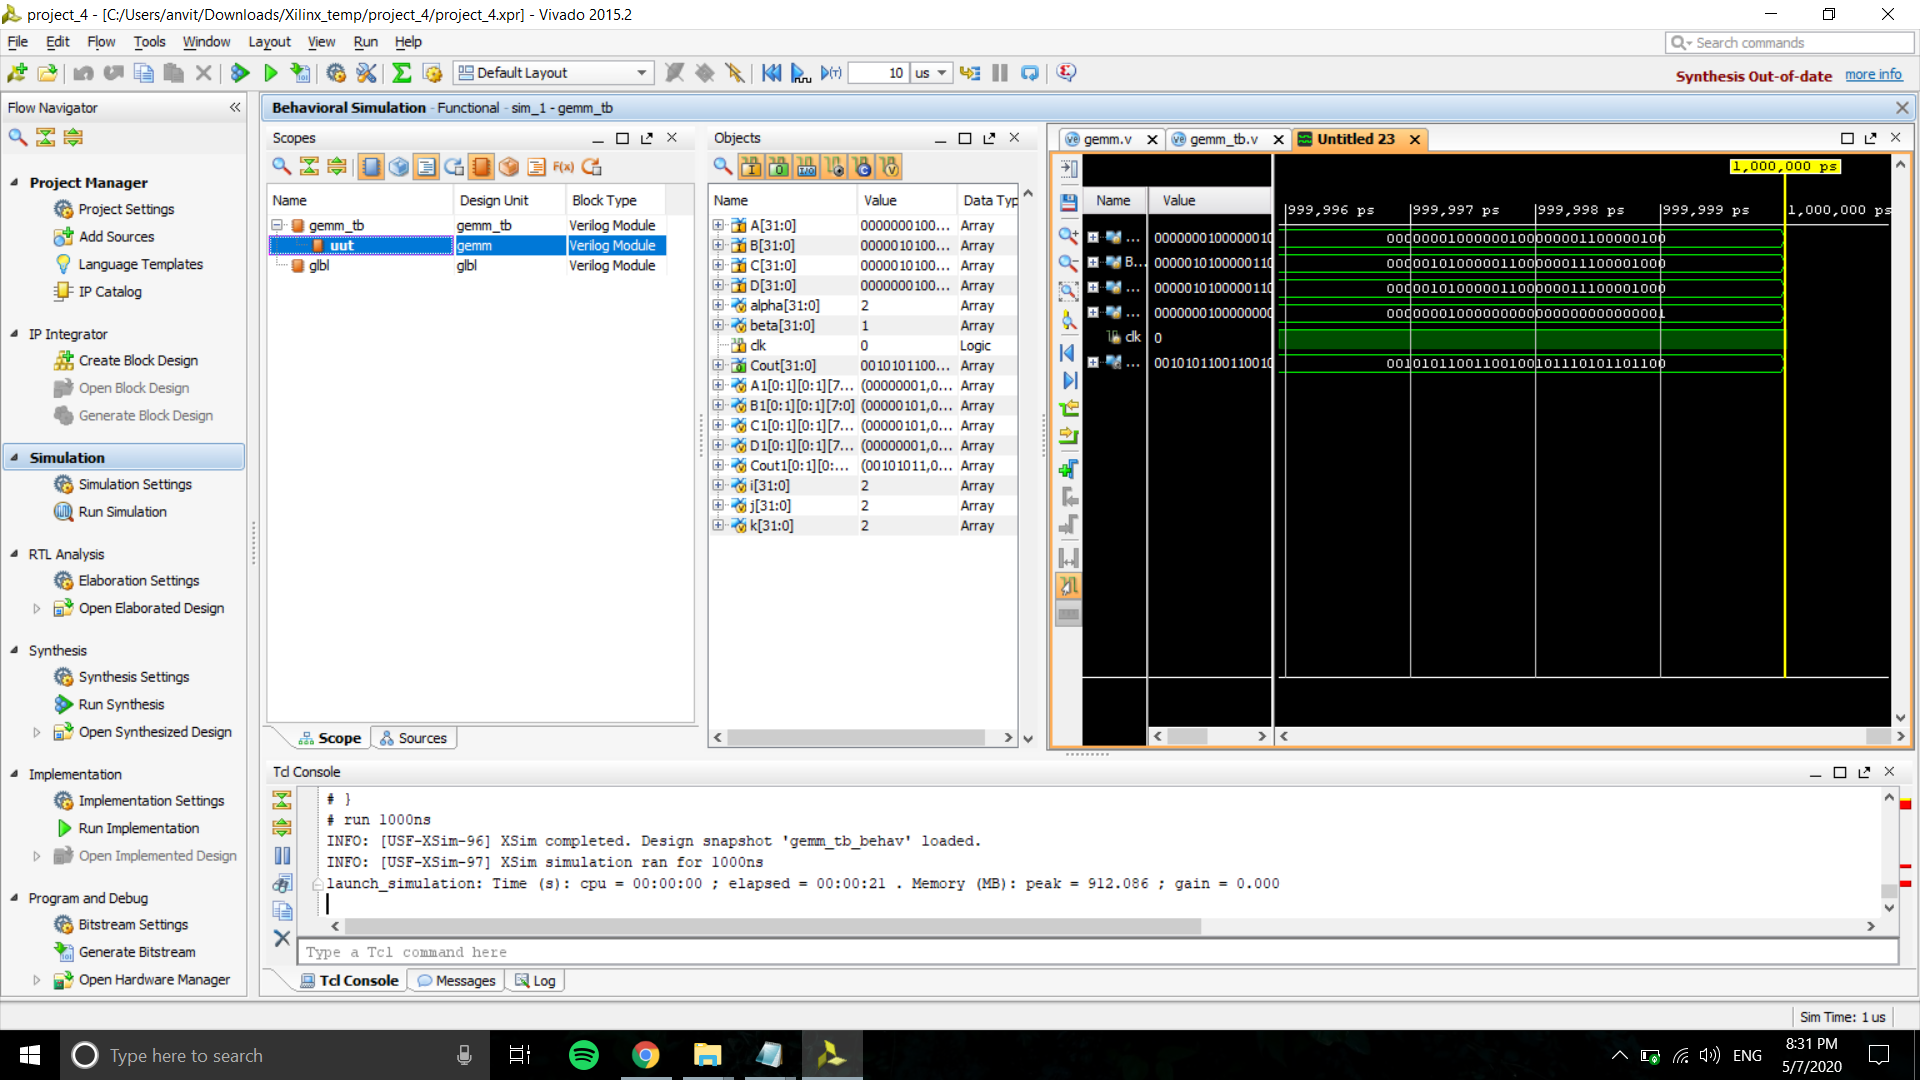 project_4 - [C:/Users/anvit/Downloads/Xilinx_temp/project_4/project_4.xpr] - Vivado 2015.2
File Edit Flow Tools Window Layout View Run Help
Search commands
Default Layout
10 us
Synthesis Out-of-date more info
Flow Navigator
Project Manager
Project Settings
Add Sources
Language Templates
IP Catalog
IP Integrator
Create Block Design
Open Block Design
Generate Block Design
Simulation
Simulation Settings
Run Simulation
RTL Analysis
Elaboration Settings
Open Elaborated Design
Synthesis
Synthesis Settings
Run Synthesis
Open Synthesized Design
Implementation
Implementation Settings
Run Implementation
Open Implemented Design
Program and Debug
Bitstream Settings
Generate Bitstream
Open Hardware Manager
Behavioral Simulation - Functional - sim_1 - gemm_tb
Scopes
Name Design Unit Block Type
gemm_tb gemm_tb Verilog Module
uut gemm Verilog Module
glbl glbl Verilog Module
Scope Sources
Objects
Name Value Data Typ
A[31:0] 0000000100... Array
B[31:0] 0000010100... Array
C[31:0] 0000010100... Array
D[31:0] 0000000100... Array
alpha[31:0] 2 Array
beta[31:0] 1 Array
clk 0 Logic
Cout[31:0] 0010101100... Array
A1[0:1][0:1][7... (00000001,0... Array
B1[0:1][0:1][7:0] (00000101,0... Array
C1[0:1][0:1][7... (00000101,0... Array
D1[0:1][0:1][7... (00000001,0... Array
Cout1[0:1][0:... (00101011,0... Array
i[31:0] 2 Array
j[31:0] 2 Array
k[31:0] 2 Array
gemm.v gemm_tb.v Untitled 23
1,000,000 ps
Name Value
999,996 ps 999,997 ps 999,998 ps 999,999 ps 1,000,000 ps
... 0000000100000010 00000001000000100000001100000100
B... 0000010100000110 00000101000001100000011100001000
... 0000010100000110 00000101000001100000011100001000
... 0000000100000000 00000001000000000000000000000001
clk 0
... 0010101100110010 00101011001100100101110101101100
Tcl Console
# }
# run 1000ns
INFO: [USF-XSim-96] XSim completed. Design snapshot 'gemm_tb_behav' loaded.
INFO: [USF-XSim-97] XSim simulation ran for 1000ns
launch_simulation: Time (s): cpu = 00:00:00 ; elapsed = 00:00:21 . Memory (MB): peak = 912.086 ; gain = 0.000
Type a Tcl command here
Tcl Console Messages Log
Sim Time: 1 us
Type here to search
ENG
8:31 PM
5/7/2020